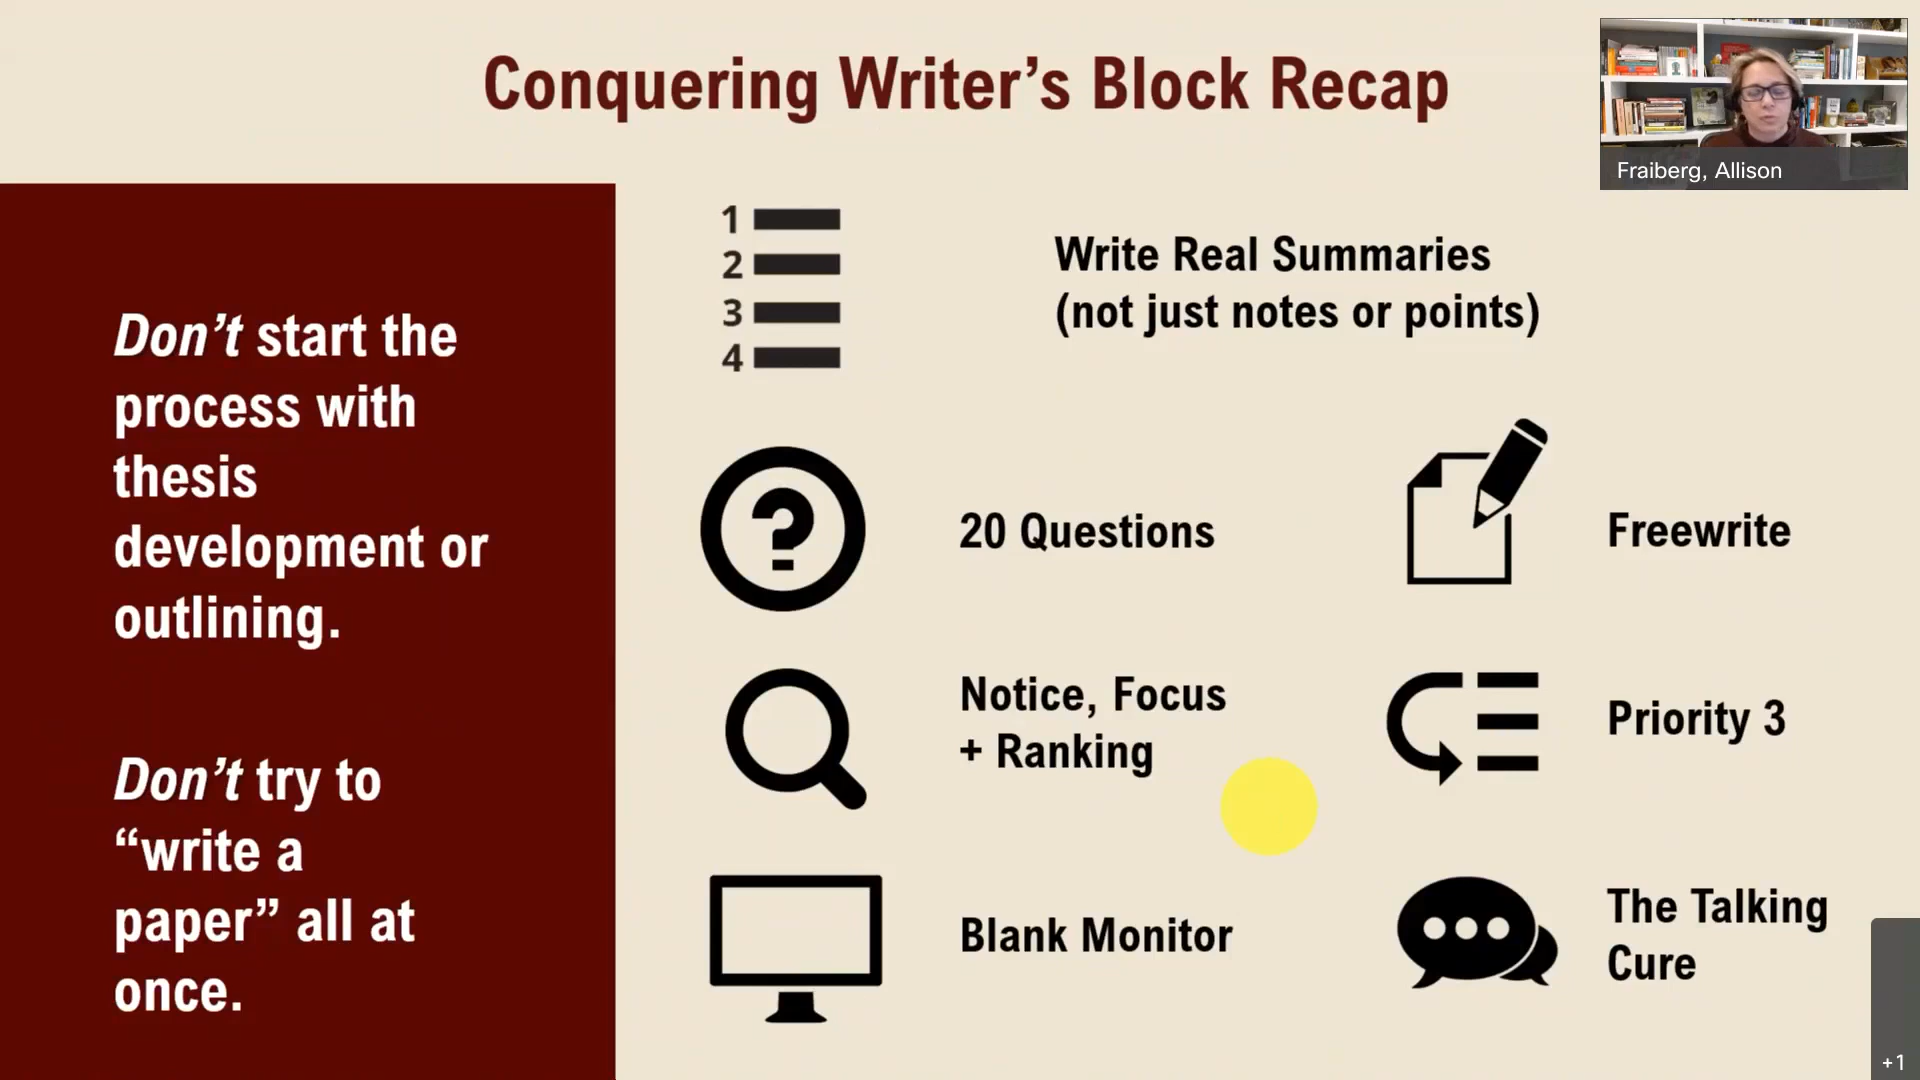 Conquering Writer’s Block Recap
Fraiberg, Allison
Don’t start the
process with
thesis
development or
outlining.
Don’t try to
“write a
paper” all at
once.
1
2
3
4
Write Real Summaries
(not just notes or points)
?
20 Questions
Freewrite
Notice, Focus
+ Ranking
Priority 3
Blank Monitor
The Talking
Cure
+1